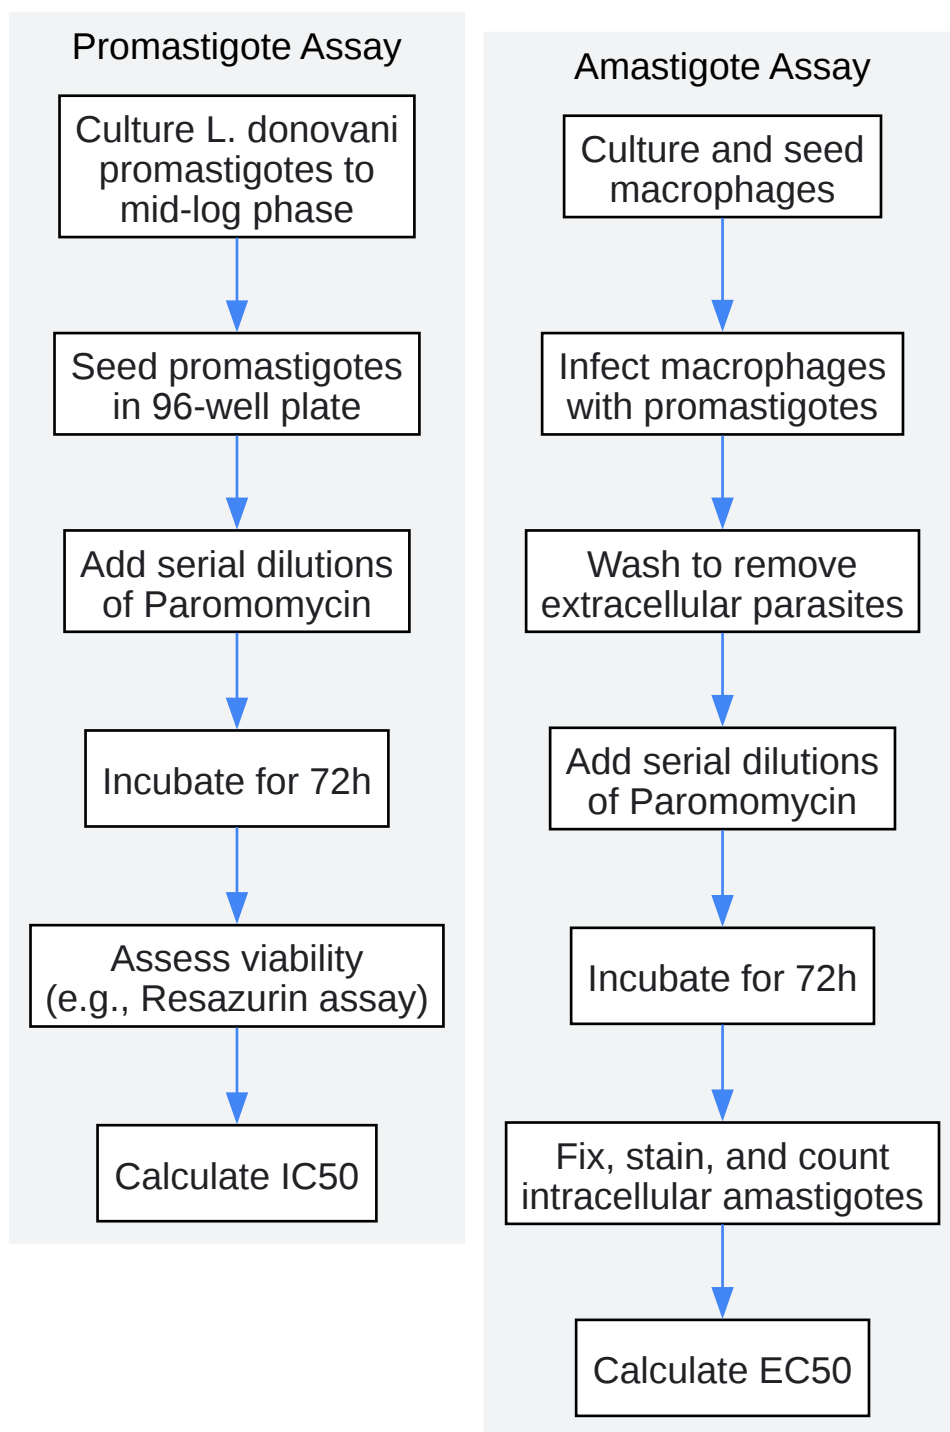 Promastigote Assay
Culture L. donovani
promastigotes to
mid-log phase
Seed promastigotes
in 96-well plate
Add serial dilutions
of Paromomycin
Incubate for 72h
Assess viability
(e.g., Resazurin assay)
Calculate IC50
Amastigote Assay
Culture and seed
macrophages
Infect macrophages
with promastigotes
Wash to remove
extracellular parasites
Add serial dilutions
of Paromomycin
Incubate for 72h
Fix, stain, and count
intracellular amastigotes
Calculate EC50